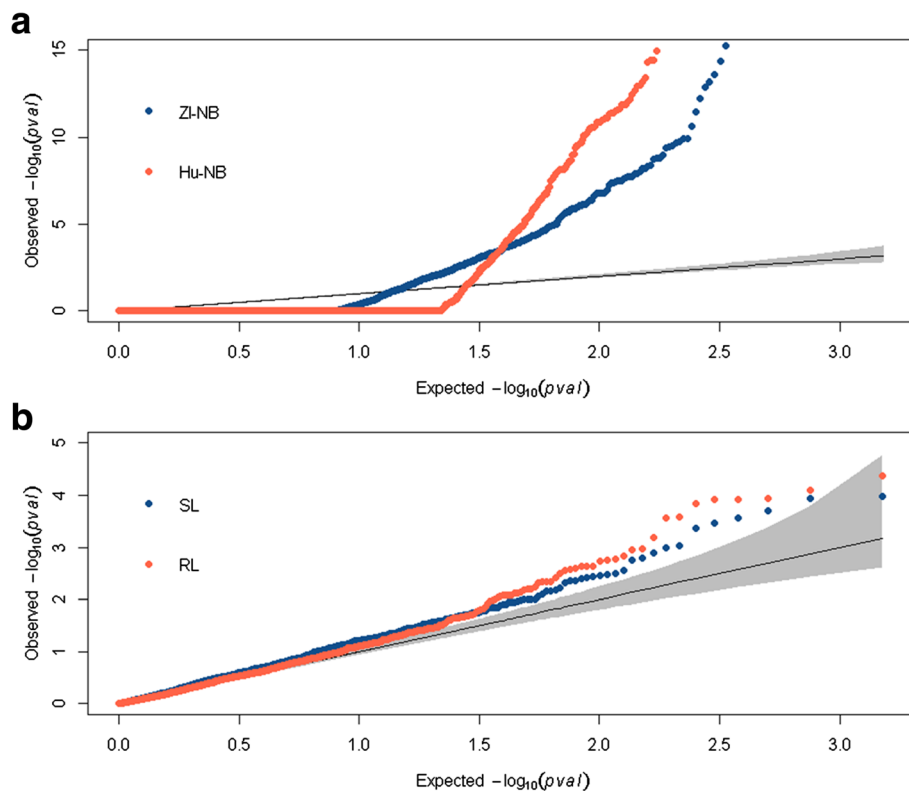 a
15
10
5
0
Observed −log10(pval)
ZI-NB
Hu-NB
0.0 0.5 1.0 1.5 2.0 2.5 3.0
Expected −log10(pval)
b
5
4
3
2
1
0
Observed −log10(pval)
SL
RL
0.0 0.5 1.0 1.5 2.0 2.5 3.0
Expected −log10(pval)